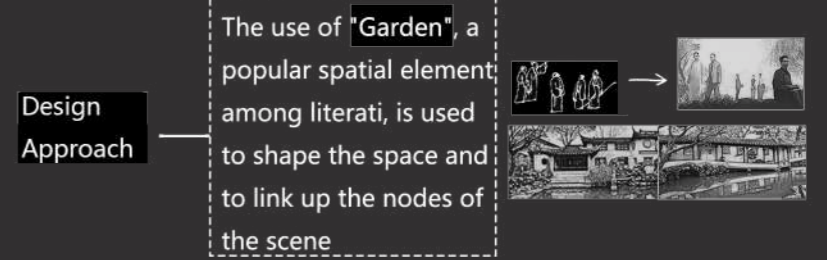 Design
Approach
The use of "Garden", a
popular spatial element
among literati, is used
to shape the space and
to link up the nodes of
the scene